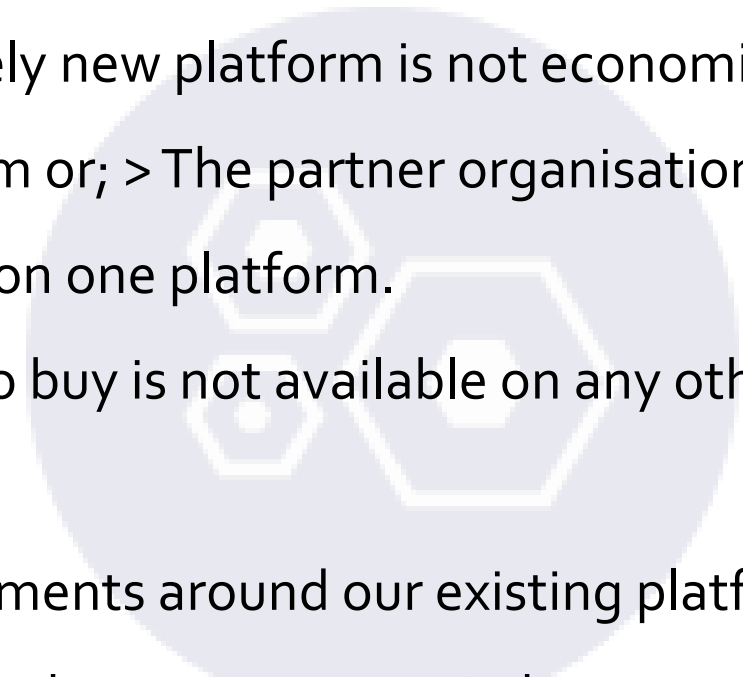 ely new platform is not economi
m or; > The partner organisation
on one platform.
o buy is not available on any oth
ments around our existing platf